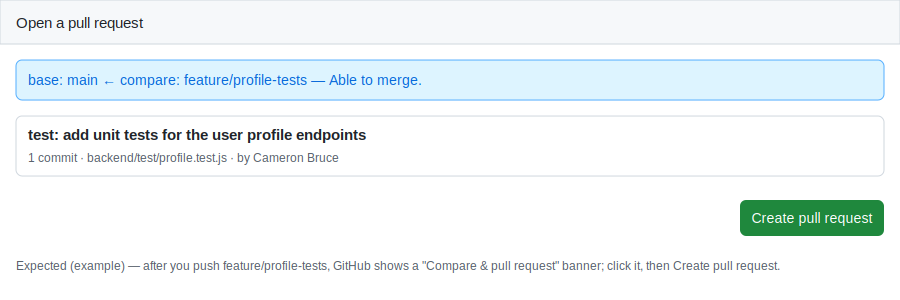 Open a pull request
base: main ← compare: feature/profile-tests — Able to merge.
test: add unit tests for the user profile endpoints
1 commit · backend/test/profile.test.js · by Cameron Bruce
Create pull request
Expected (example) — after you push feature/profile-tests, GitHub shows a "Compare & pull request" banner; click it, then Create pull request.